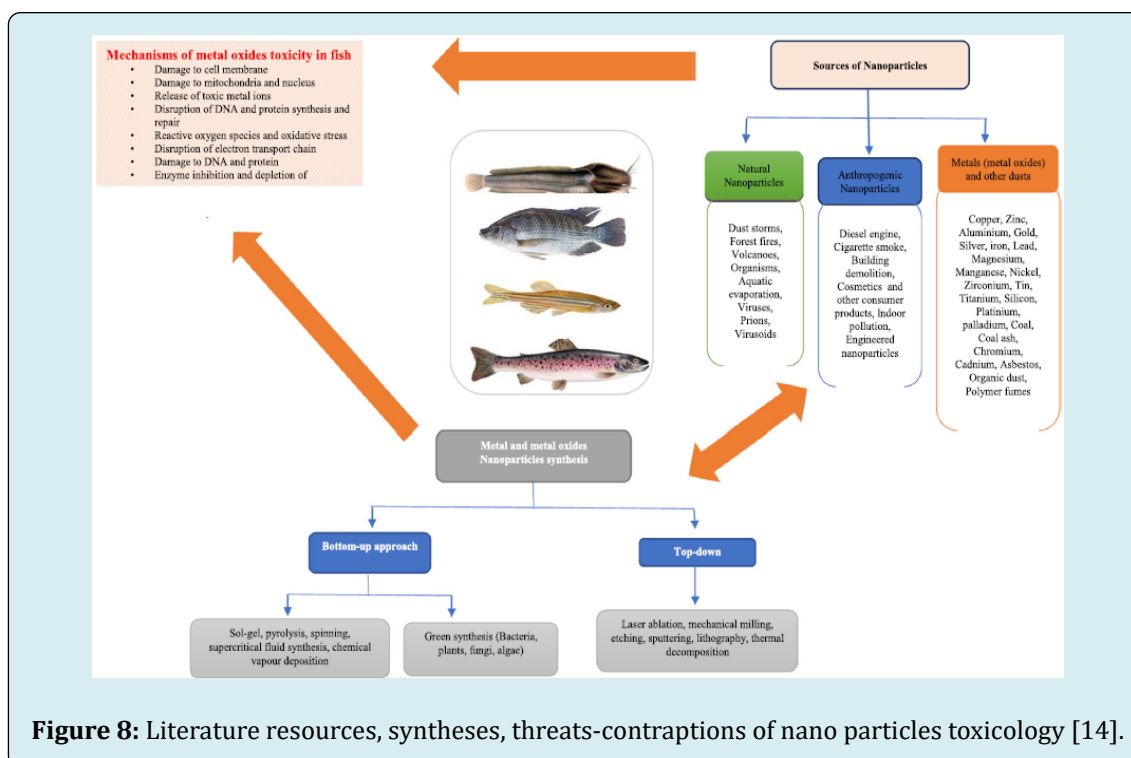 Mechanisms of metal oxides toxicity in fish
• Damage to cell membrane
• Damage to mitochondria and nucleus
• Release of toxic metal ions
• Disruption of DNA and protein synthesis and
repair
• Reactive oxygen species and oxidative stress
• Disruption of electron transport chain
• Damage to DNA and protein
• Enzyme inhibition and depletion of
Sources of Nanoparticles
Natural
Nanoparticles
Dust storms,
Forest fires,
Volcanoes,
Organisms,
Aquatic
evaporation,
Viruses,
Prions,
Virusoids
Anthropogenic
Nanoparticles
Diesel engine,
Cigarette smoke,
Building
demolition,
Cosmetics and
other consumer
products, Indoor
pollution,
Engineered
nanoparticles
Metals (metal oxides)
and other dusts
Copper, Zinc,
Aluminium, Gold,
Silver, iron, Lead,
Magnesium,
Manganese, Nickel,
Zirconium, Tin,
Titanium, Silicon,
Platinium,
palladium, Coal,
Coal ash,
Chromium,
Cadnium, Asbestos,
Organic dust,
Polymer fumes
Metal and metal oxides
Nanoparticles synthesis
Bottom-up approach
Top-down
Sol-gel, pyrolysis, spinning,
supercritical fluid synthesis, chemical
vapour deposition
Green synthesis (Bacteria,
plants, fungi, algae)
Laser ablation, mechanical milling,
etching, sputtering, lithography, thermal
decomposition
Figure 8: Literature resources, syntheses, threats-contraptions of nano particles toxicology [14].